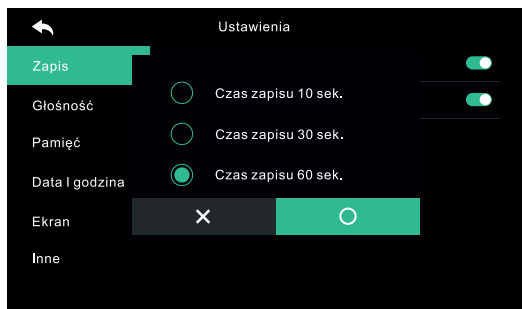 Ustawienia
Zapis
Głośność
Pamięć
Data I godzina
Ekran
Inne
Czas zapisu 10 sek.
Czas zapisu 30 sek.
Czas zapisu 60 sek.